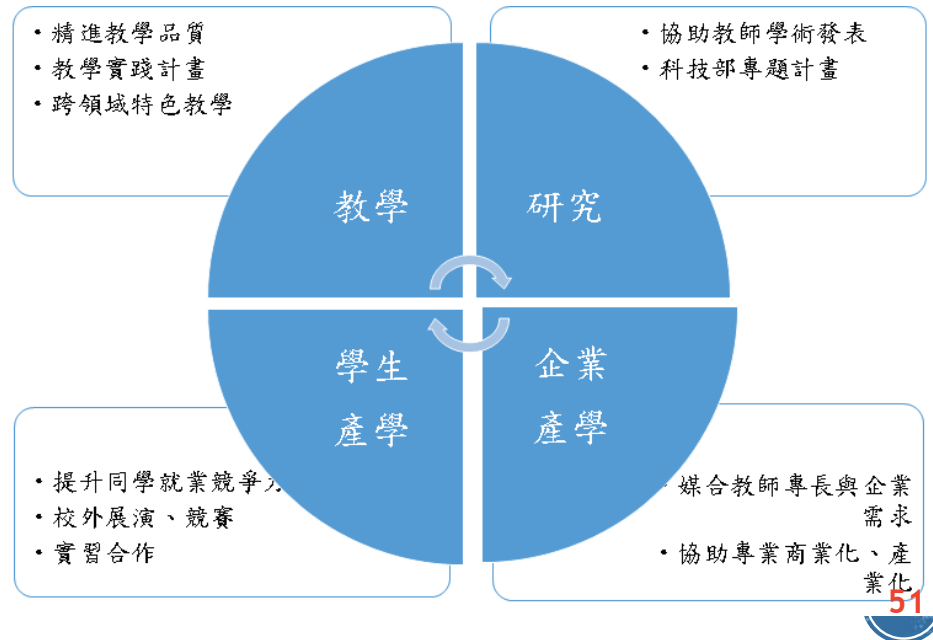 • 精進教學品質
• 教學實踐計畫
• 跨領域特色教學
• 協助教師學術發表
• 科技部專題計畫
教學
研究
學生
產學
企業
產學
• 提升同學就業競爭力
• 校外展演、競賽
• 實習合作
• 媒合教師專長與企業
需求
• 協助專業商業化、產
業化
51